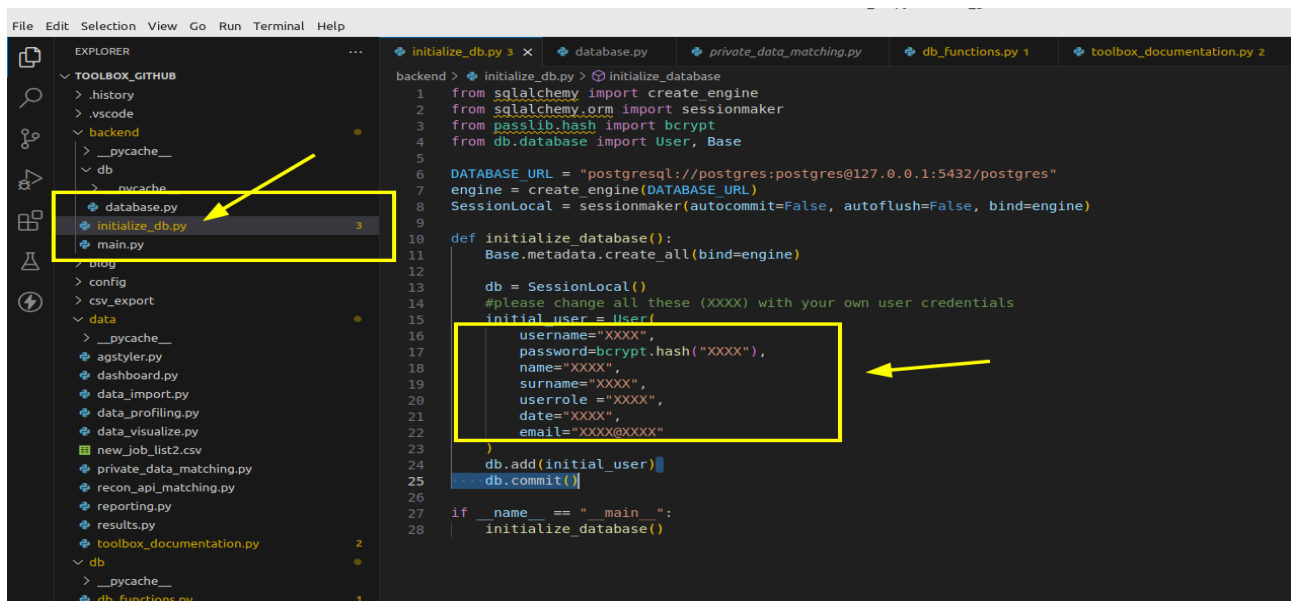 File Edit Selection View Go Run Terminal Help
EXPLORER
TOOLBOX_GITHUB
.history
.vscode
backend
__pycache__
db
__pycache__
database.py
initialize_db.py 3
main.py
blog
config
csv_export
data
__pycache__
agstyler.py
dashboard.py
data_import.py
data_profiling.py
data_visualize.py
new_job_list2.csv
private_data_matching.py
recon_api_matching.py
reporting.py
results.py
toolbox_documentation.py 2
db
__pycache__
db_functions.py 1
initialize_db.py 3 × database.py private_data_matching.py db_functions.py 1 toolbox_documentation.py 2
backend > initialize_db.py > initialize_database
1 from sqlalchemy import create_engine
2 from sqlalchemy.orm import sessionmaker
3 from passlib.hash import bcrypt
4 from db.database import User, Base
5
6 DATABASE_URL = "postgresql://postgres:postgres@127.0.0.1:5432/postgres"
7 engine = create_engine(DATABASE_URL)
8 SessionLocal = sessionmaker(autocommit=False, autoflush=False, bind=engine)
9
10 def initialize_database():
11 Base.metadata.create_all(bind=engine)
12
13 db = SessionLocal()
14 #please change all these (XXXX) with your own user credentials
15 initial_user = User(
16 username="XXXX",
17 password=bcrypt.hash("XXXX"),
18 name="XXXX",
19 surname="XXXX",
20 userrole ="XXXX",
21 date="XXXX",
22 email="XXXX@XXXX"
23 )
24 db.add(initial_user)
25 db.commit()
26
27 if __name__ == "__main__":
28 initialize_database()